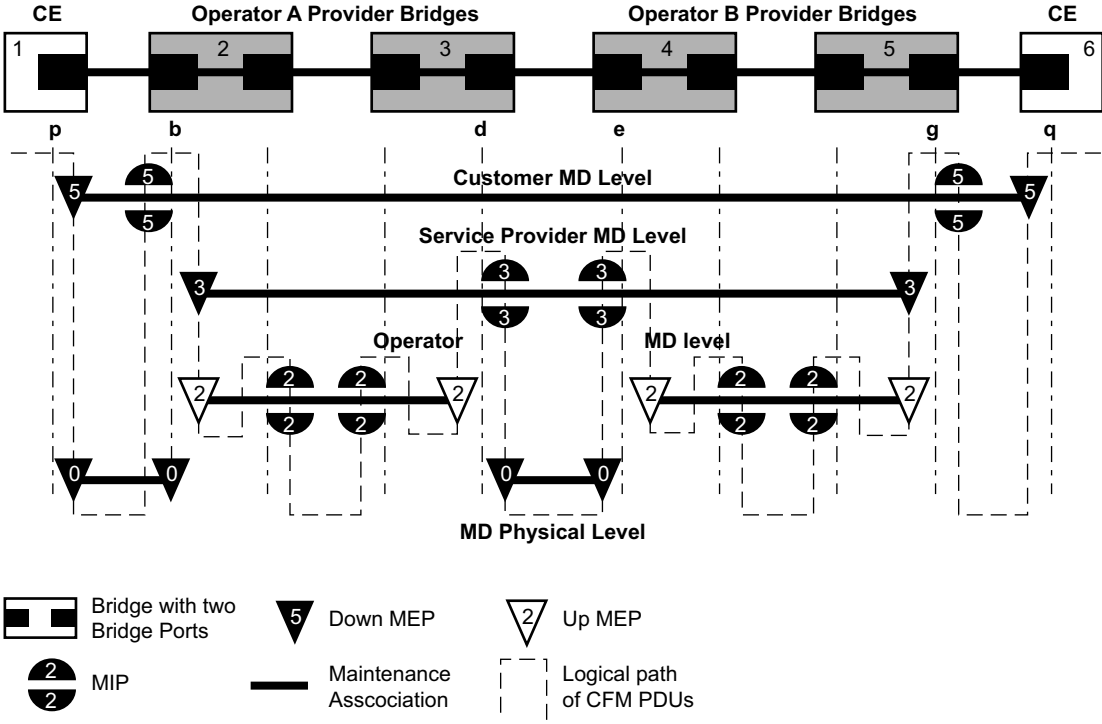 CE Operator A Provider Bridges Operator B Provider Bridges CE
1 2 3 4 5 6
p b d e g q
5 5 5 Customer MD Level 5 5 5
Service Provider MD Level
3 3 3 3 3 3
Operator MD level
2 2 2 2 2 2 2 2 2 2 2 2
0 0 0 0
MD Physical Level
Bridge with two
Bridge Ports
5 Down MEP
2 Up MEP
2
2
MIP
Maintenance
Asscociation
Logical path
of CFM PDUs